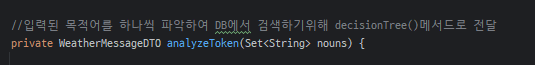 //입력된 목적어를 하나씩 파악하여 DB에서 검색하기위해 decisionTree()메서드로 전달
private WeatherMessageDTO analyzeToken(Set<String> nouns) {